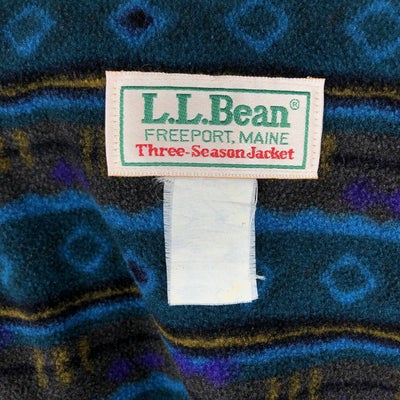 L.L.Bean®
FREEPORT, MAINE
Three-Season Jacket